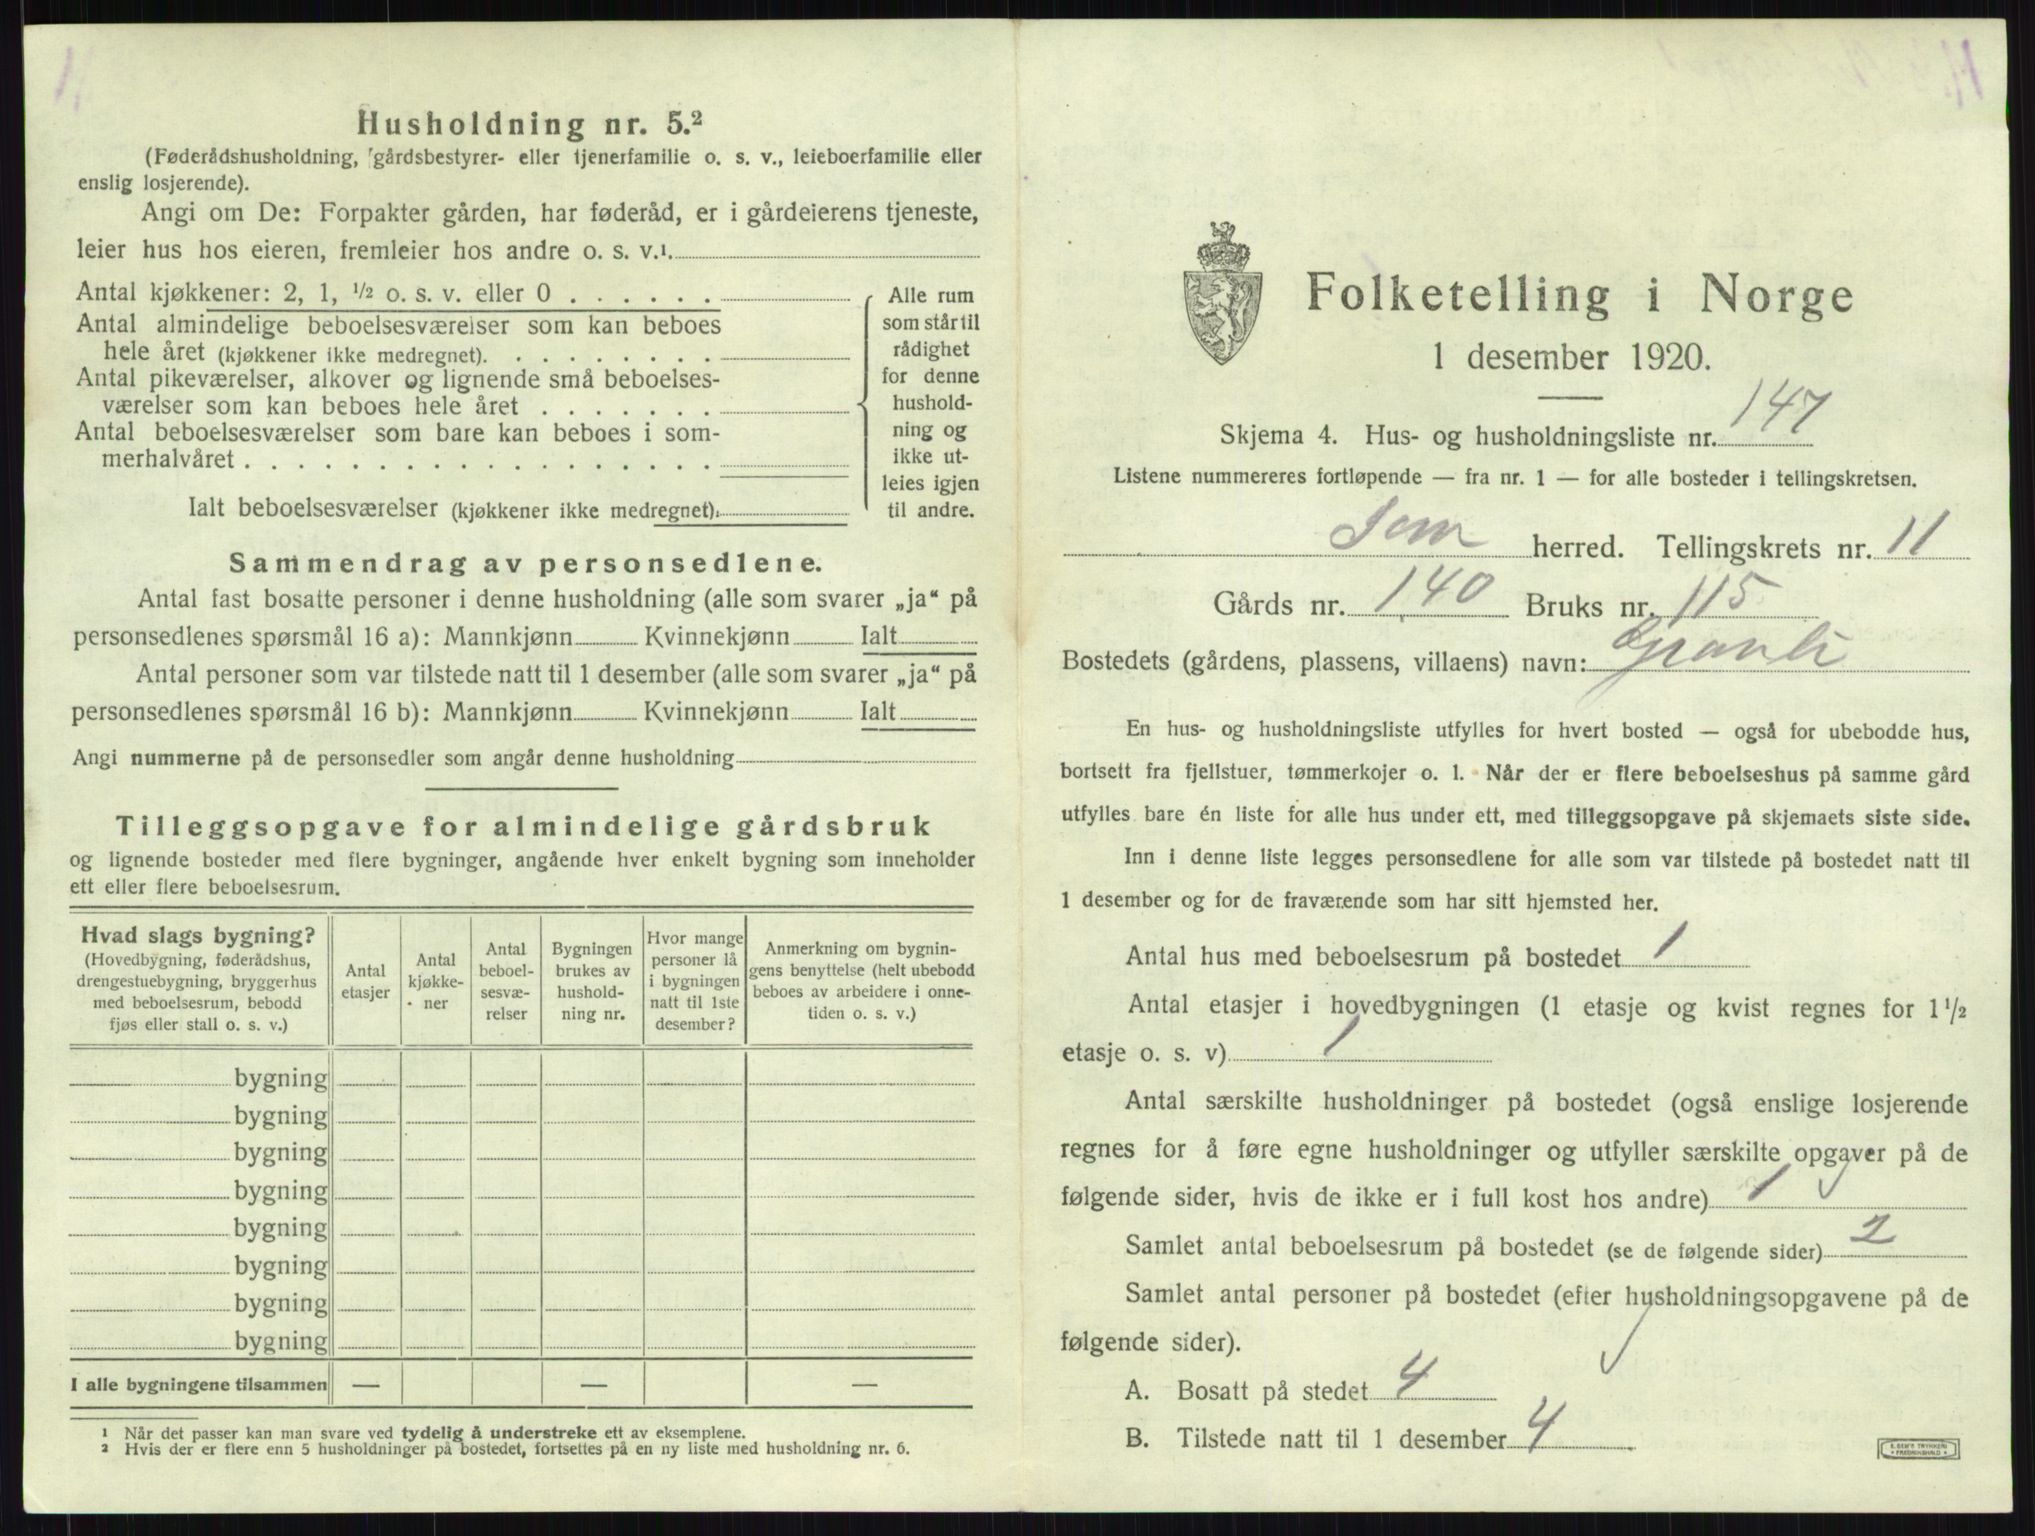 Husholdning nr. 5.²
(Føderådshusholdning, gårdsbestyrer- eller tjenerfamilie o. s. v., leieboerfamilie eller
enslig losjerende).
Angi om De: Forpakter gården, har føderåd, er i gårdeierens tjeneste,
leier hus hos eieren, fremleier hos andre o. s. v.¹.
Antal kjøkkener: 2, 1, ½ o. s. v. eller 0 . . . . . .
Antal almindelige beboelsesværelser som kan beboes
hele året (kjøkkener ikke medregnet). . . . . . . . .
Antal pikeværelser, alkover og lignende små beboelses-
værelser som kan beboes hele året . . . . . . .
Antal beboelsesværelser som bare kan beboes i som-
merhalvåret . . . . . . . . . . . . . . . . . .
Ialt beboelsesværelser (kjøkkener ikke medregnet).
Alle rum
som står til
rådighet
for denne
hushold-
ning og
ikke ut-
leies igjen
til andre.
Sammendrag av personsedlene.
Antal fast bosatte personer i denne husholdning (alle som svarer „ja“ på
personsedlenes spørsmål 16 a): Mannkjønn Kvinnekjønn Ialt
Antal personer som var tilstede natt til 1 desember (alle som svarer „ja“ på
personsedlenes spørsmål 16 b): Mannkjønn Kvinnekjønn Ialt
Angi nummerne på de personsedler som angår denne husholdning
Tilleggsopgave for almindelige gårdsbruk
og lignende bosteder med flere bygninger, angående hver enkelt bygning som inneholder
ett eller flere beboelsesrum.
Hvad slags bygning?
(Hovedbygning, føderådshus,
drengestuebygning, bryggerhus
med beboelsesrum, bebodd
fjøs eller stall o. s. v.)
Antal
etasjer
Antal
kjøkke-
ner
Antal
beboel-
sesvæ-
relser
Bygningen
brukes av
hushold-
ning nr.
Hvor mange
personer lå
i bygningen
natt til 1ste
desember?
Anmerkning om bygnin-
gens benyttelse (helt ubebodd
beboes av arbeidere i onne-
tiden o. s. v.)
bygning
bygning
bygning
bygning
bygning
bygning
bygning
bygning
I alle bygningene tilsammen — — —
¹ Når det passer kan man svare ved tydelig å understreke ett av eksemplene.
² Hvis der er flere enn 5 husholdninger på bostedet, fortsettes på en ny liste med husholdning nr. 6.
Folketelling i Norge
1 desember 1920.
Skjema 4. Hus- og husholdningsliste nr. 147
Listene nummereres fortløpende — fra nr. 1 — for alle bosteder i tellingskretsen.
Sem herred. Tellingskrets nr. 11
Gårds nr. 140 Bruks nr. 115
Bostedets (gårdens, plassens, villaens) navn: Granli
En hus- og husholdningsliste utfylles for hvert bosted — også for ubebodde hus,
bortsett fra fjellstuer, tømmerkojer o. l. Når der er flere beboelseshus på samme gård
utfylles bare én liste for alle hus under ett, med tilleggsopgave på skjemaets siste side.
Inn i denne liste legges personsedlene for alle som var tilstede på bostedet natt til
1 desember og for de fraværende som har sitt hjemsted her.
Antal hus med beboelsesrum på bostedet 1
Antal etasjer i hovedbygningen (1 etasje og kvist regnes for 1 ½
etasje o. s. v) 1
Antal særskilte husholdninger på bostedet (også enslige losjerende
regnes for å føre egne husholdninger og utfyller særskilte opgaver på de
følgende sider, hvis de ikke er i full kost hos andre) 1
Samlet antal beboelsesrum på bostedet (se de følgende sider) 2
Samlet antal personer på bostedet (efter husholdningsopgavene på de
følgende sider).
A. Bosatt på stedet 4
B. Tilstede natt til 1 desember 4